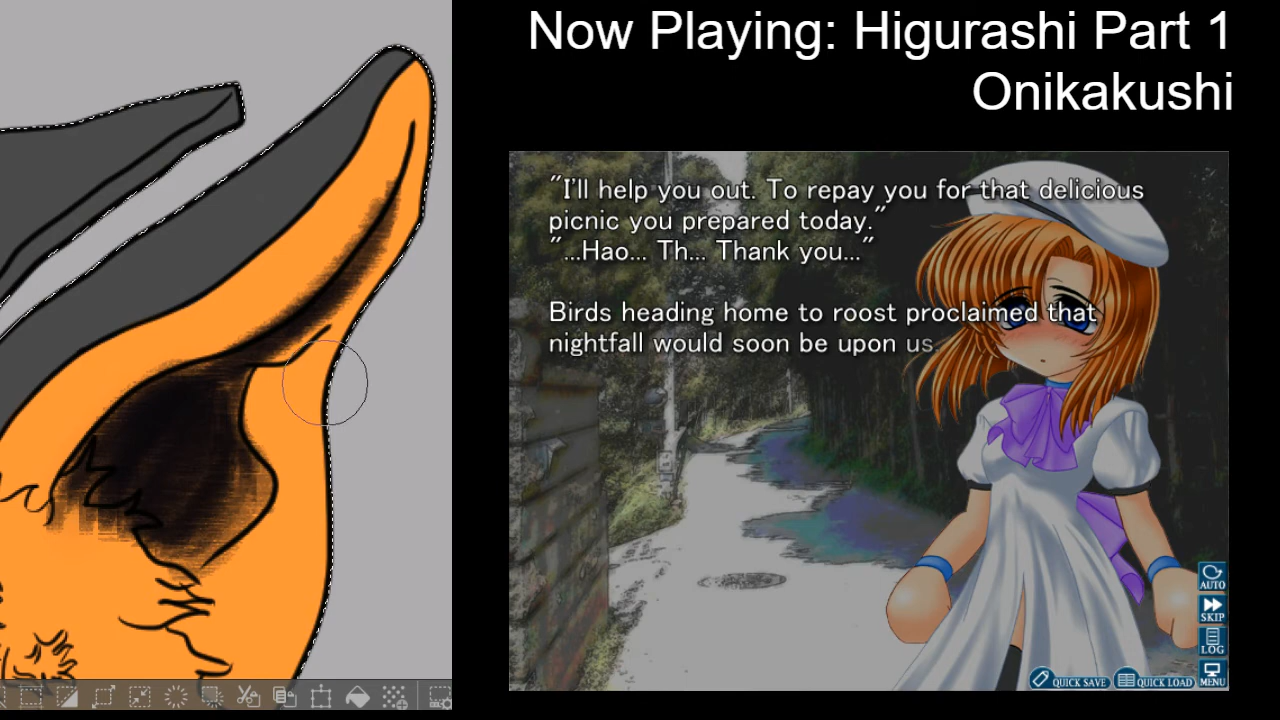 Now Playing: Higurashi Part 1
Onikakushi
"I'll help you out. To repay you for that delicious
picnic you prepared today."
"...Hao... Th... Thank you..."
Birds heading home to roost proclaimed that
nightfall would soon be upon us.
AUTO
SKIP
LOG
QUICK SAVE
QUICK LOAD
MENU